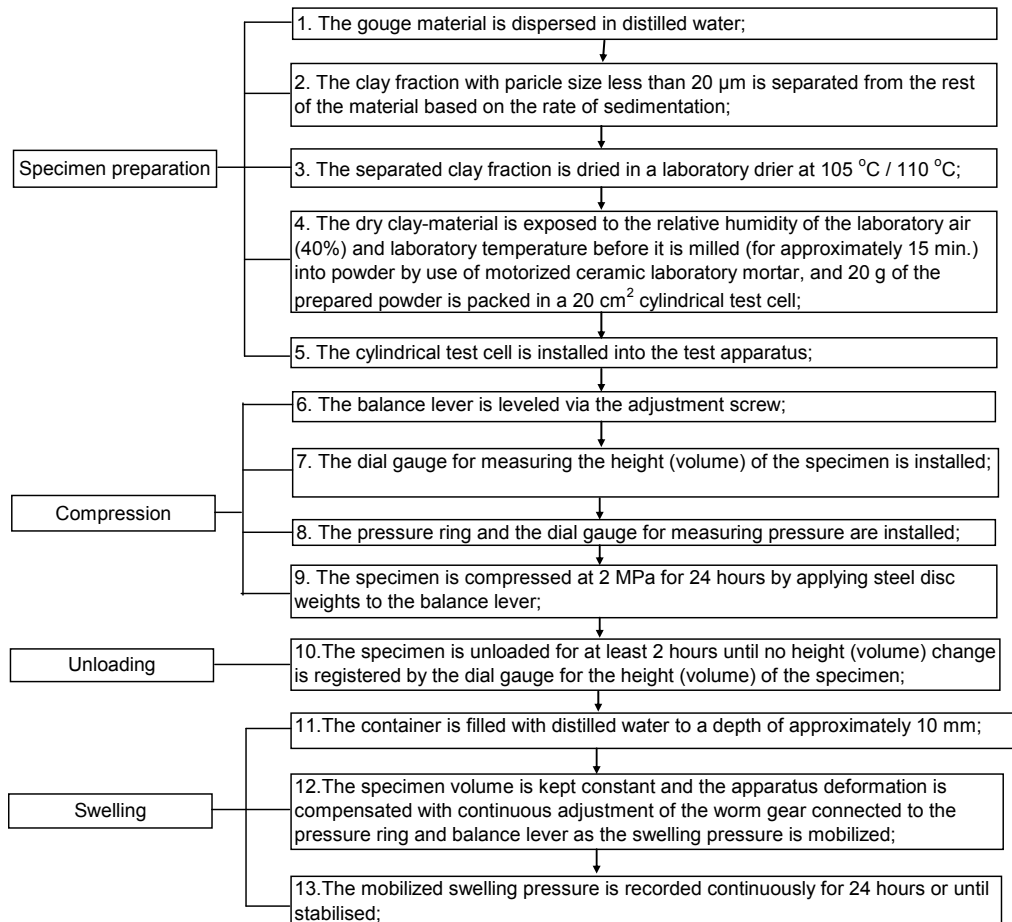 1. The gouge material is dispersed in distilled water;
2. The clay fraction with paricle size less than 20 µm is separated from the rest
of the material based on the rate of sedimentation;
Specimen preparation
3. The separated clay fraction is dried in a laboratory drier at 105 °C / 110 °C;
4. The dry clay-material is exposed to the relative humidity of the laboratory air
(40%) and laboratory temperature before it is milled (for approximately 15 min.)
into powder by use of motorized ceramic laboratory mortar, and 20 g of the
prepared powder is packed in a 20 cm² cylindrical test cell;
5. The cylindrical test cell is installed into the test apparatus;
6. The balance lever is leveled via the adjustment screw;
7. The dial gauge for measuring the height (volume) of the specimen is installed;
Compression
8. The pressure ring and the dial gauge for measuring pressure are installed;
9. The specimen is compressed at 2 MPa for 24 hours by applying steel disc
weights to the balance lever;
Unloading
10.The specimen is unloaded for at least 2 hours until no height (volume) change
is registered by the dial gauge for the height (volume) of the specimen;
11.The container is filled with distilled water to a depth of approximately 10 mm;
Swelling
12.The specimen volume is kept constant and the apparatus deformation is
compensated with continuous adjustment of the worm gear connected to the
pressure ring and balance lever as the swelling pressure is mobilized;
13.The mobilized swelling pressure is recorded continuously for 24 hours or until
stabilised;